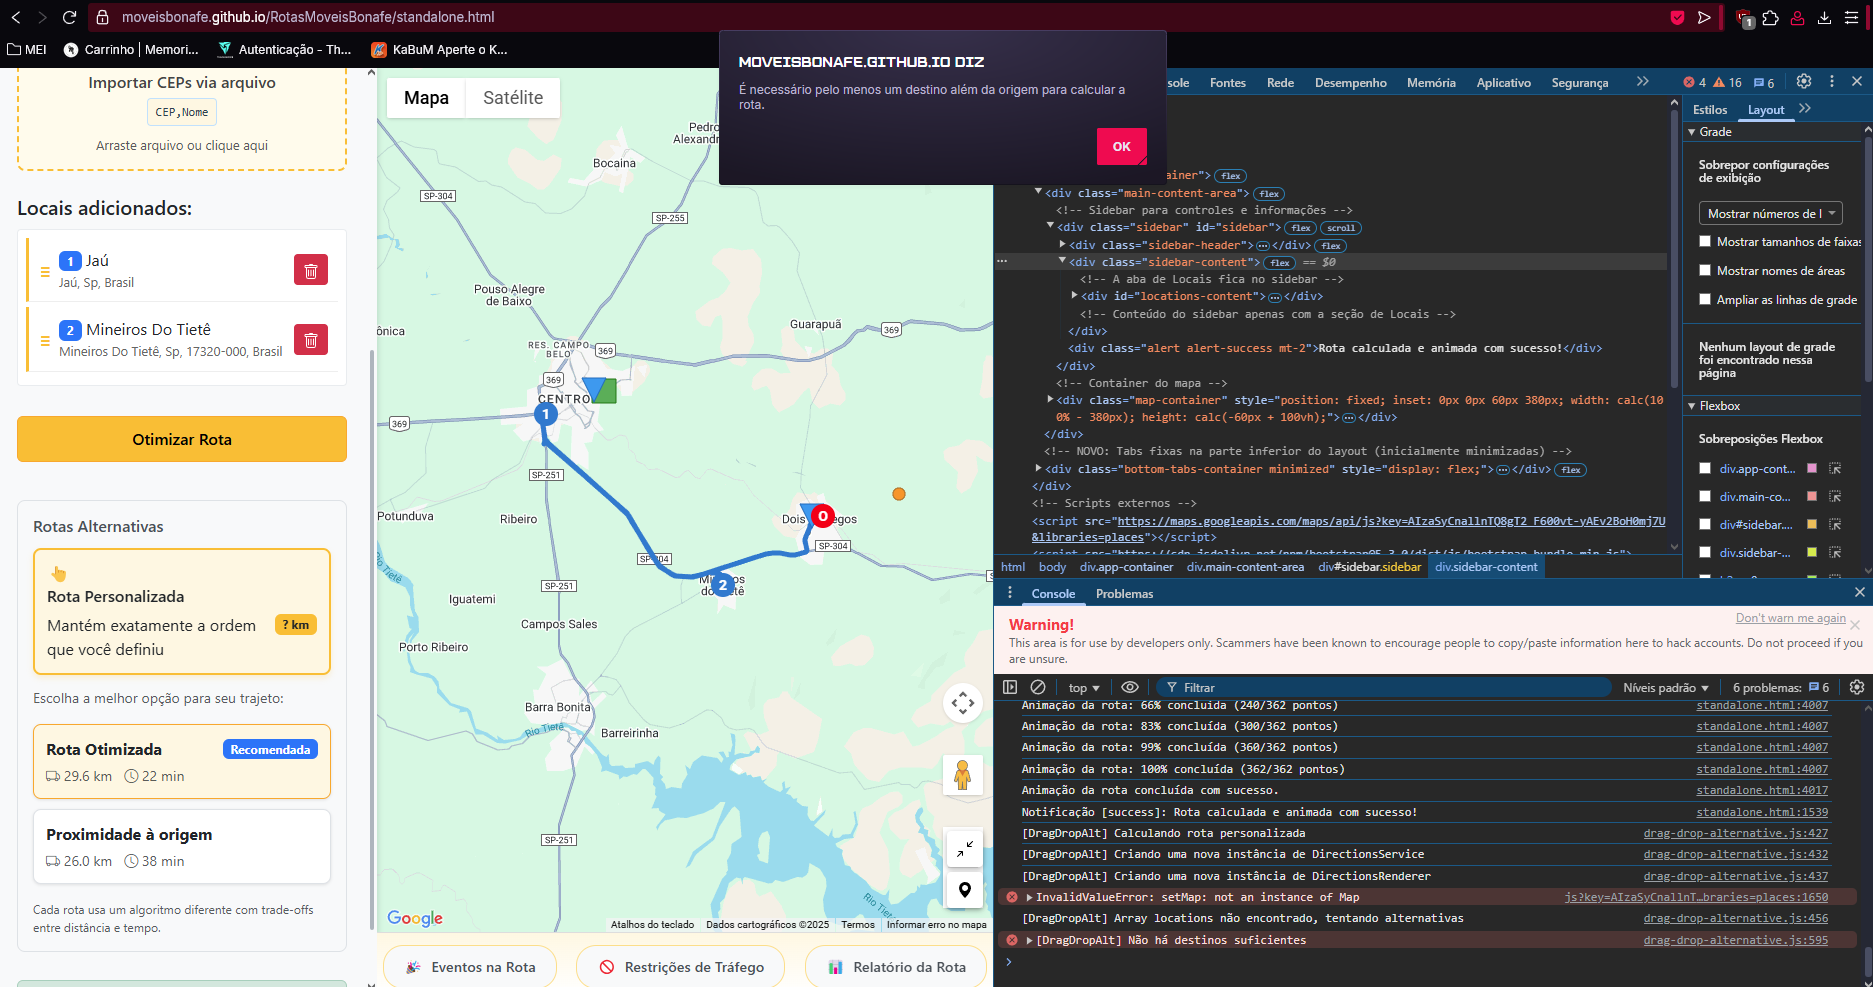 moveisbonafe.github.io/RotasMoveisBonafe/standalone.html
1
MEI
Carrinho | Memori...
Autenticação - Th...
KaBuM Aperte o K...
MOVEISBONAFE.GITHUB.IO DIZ
É necessário pelo menos um destino além da origem para calcular a
rota.
OK
Importar CEPs via arquivo
CEP,Nome
Arraste arquivo ou clique aqui
Locais adicionados:
1 Jaú
Jaú, Sp, Brasil
2 Mineiros Do Tietê
Mineiros Do Tietê, Sp, 17320-000, Brasil
Otimizar Rota
Rotas Alternativas
Rota Personalizada
Mantém exatamente a ordem
que você definiu
? km
Escolha a melhor opção para seu trajeto:
Rota Otimizada
Recomendada
29.6 km 22 min
Proximidade à origem
26.0 km 38 min
Cada rota usa um algoritmo diferente com trade-offs
entre distância e tempo.
Mapa
Satélite
Pedro
Alexandr
Bocaina
SP-304
SP-255
Pouso Alegre
de Baixo
ônica
Guarapuã
369
RES. CAMPO
BELO
369
369
CENTRO
1
369
SP-251
Potunduva
Ribeiro
Dois
egos
0
SP-304
SP-304
2
Rio Tietê
SP-251
Iguatemi
Campos Sales
Porto Ribeiro
Barra Bonita
Rio Tietê
Barreirinha
SP-251
Rio Tietê
Google
Atalhos do teclado
Dados cartográficos ©2025
Termos
Informar erro no mapa
Eventos na Rota
Restrições de Tráfego
Relatório da Rota
sole
Fontes
Rede
Desempenho
Memória
Aplicativo
Segurança
4
16
6
ainer"> flex
<div class="main-content-area"> flex
<!-- Sidebar para controles e informações -->
<div class="sidebar" id="sidebar"> flex scroll
<div class="sidebar-header"> ... </div> flex
<div class="sidebar-content"> flex == $0
<!-- A aba de Locais fica no sidebar -->
<div id="locations-content"> ... </div>
<!-- Conteúdo do sidebar apenas com a seção de Locais -->
</div>
<div class="alert alert-success mt-2">Rota calculada e animada com sucesso!</div>
</div>
<!-- Container do mapa -->
<div class="map-container" style="position: fixed; inset: 0px 0px 60px 380px; width: calc(10
0% - 380px); height: calc(-60px + 100vh);"> ... </div>
</div>
<!-- NOVO: Tabs fixas na parte inferior do layout (inicialmente minimizadas) -->
<div class="bottom-tabs-container minimized" style="display: flex;"> ... </div> flex
</div>
<!-- Scripts externos -->
&libraries=places"></script>
<script src="https://cdn.jsdelivr.net/npm/bootstrap@5.3.0/dist/js/bootstrap.bundle.min.js">
html
body
div.app-container
div.main-content-area
div#sidebar.sidebar
div.sidebar-content
Estilos
Layout
Grade
Sobrepor configurações
de exibição
Mostrar números de l
Mostrar tamanhos de faixas
Mostrar nomes de áreas
Ampliar as linhas de grade
Nenhum layout de grade
foi encontrado nessa
página
Flexbox
Sobreposições Flexbox
div.app-cont...
div.main-co...
div#sidebar....
div.sidebar-...
Console
Problemas
Warning!
Don't warn me again
This area is for use by developers only. Scammers have been known to encourage people to copy/paste information here to hack accounts. Do not proceed if you
are unsure.
top
Filtrar
Níveis padrão
6 problemas: 6
Animação da rota: 66% concluída (240/362 pontos) standalone.html:4007
Animação da rota: 83% concluída (300/362 pontos) standalone.html:4007
Animação da rota: 99% concluída (360/362 pontos) standalone.html:4007
Animação da rota: 100% concluída (362/362 pontos) standalone.html:4007
Animação da rota concluída com sucesso. standalone.html:4017
Notificação [success]: Rota calculada e animada com sucesso! standalone.html:1539
[DragDropAlt] Calculando rota personalizada drag-drop-alternative.js:427
[DragDropAlt] Criando uma nova instância de DirectionsService drag-drop-alternative.js:432
[DragDropAlt] Criando uma nova instância de DirectionsRenderer drag-drop-alternative.js:437
InvalidValueError: setMap: not an instance of Map js?key=AIzaSyCnallnT…braries=places:1650
[DragDropAlt] Array locations não encontrado, tentando alternativas drag-drop-alternative.js:456
[DragDropAlt] Não há destinos suficientes drag-drop-alternative.js:595